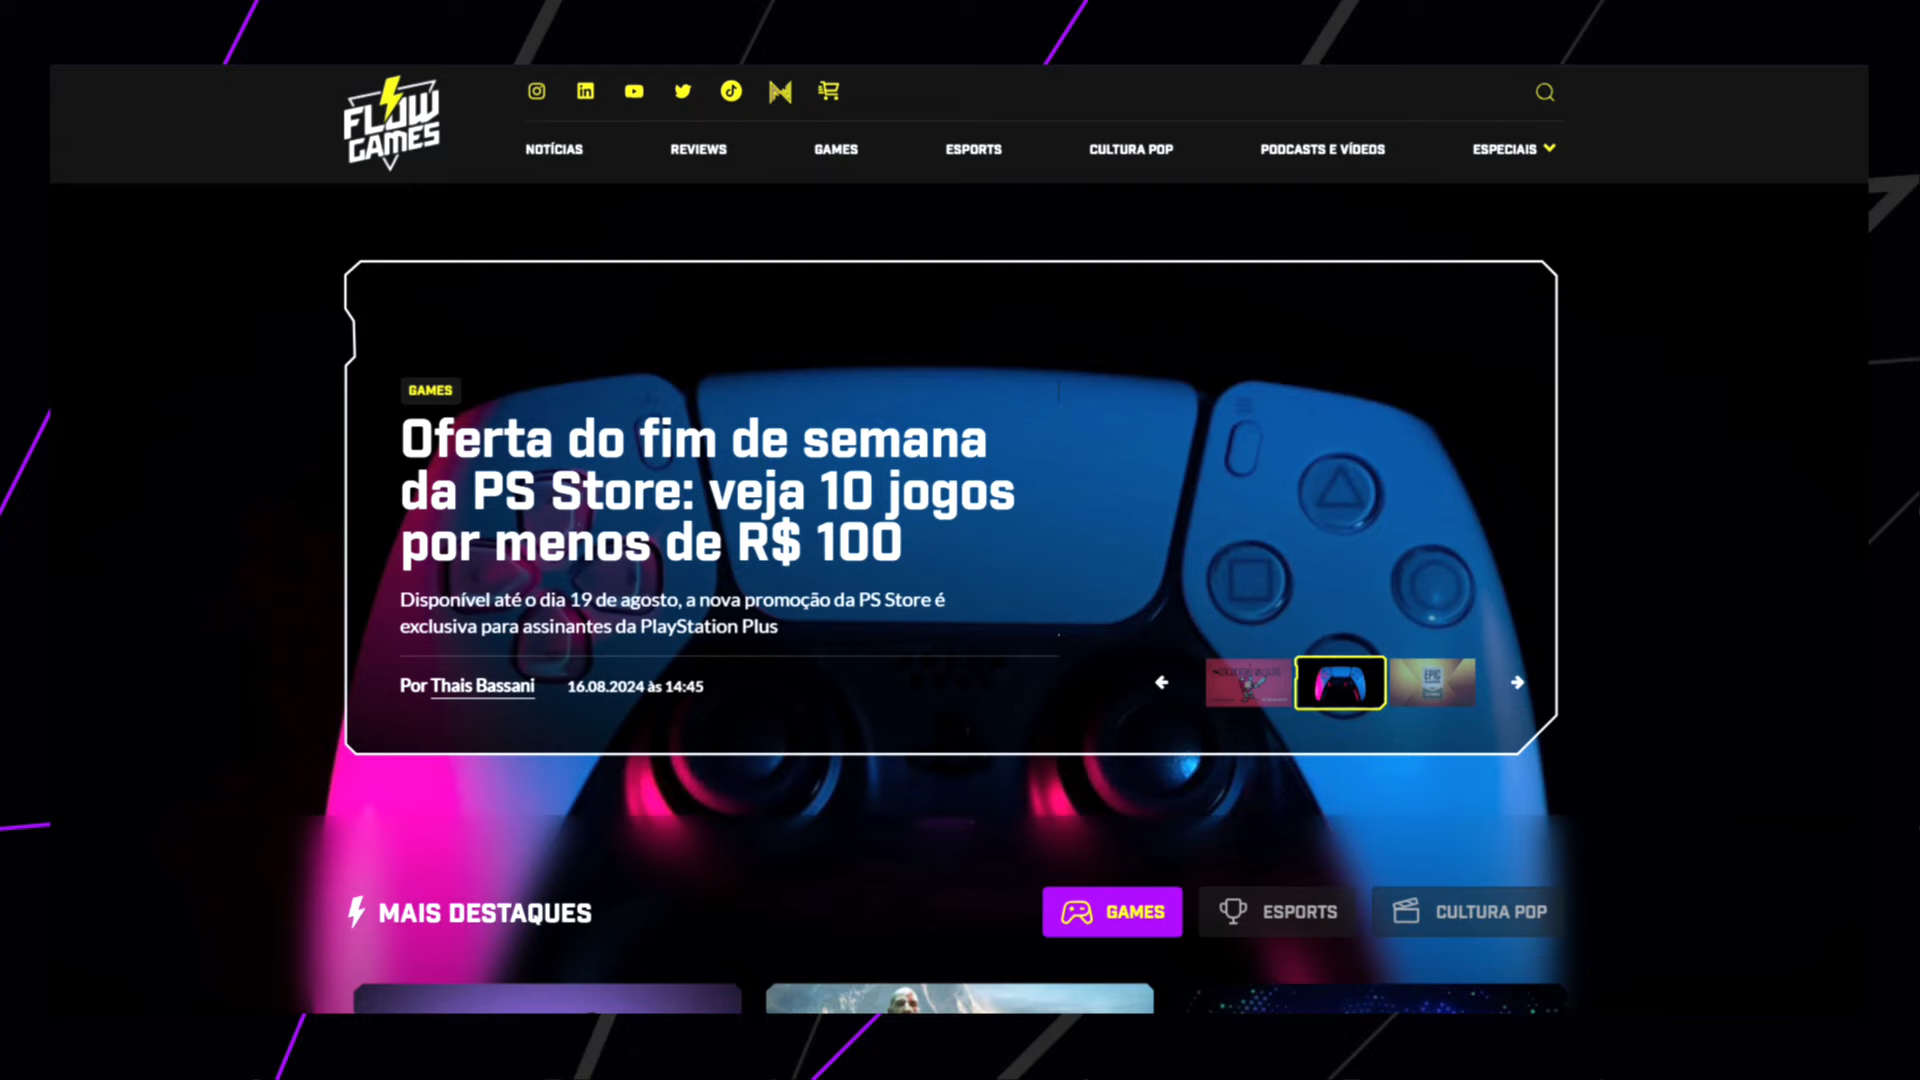 FLOW
GAMES
NOTÍCIAS
REVIEWS
GAMES
ESPORTS
CULTURA POP
PODCASTS E VÍDEOS
ESPECIAIS
GAMES
Oferta do fim de semana
da PS Store: veja 10 jogos
por menos de R$ 100
Disponível até o dia 19 de agosto, a nova promoção da PS Store é
exclusiva para assinantes da PlayStation Plus
Por Thais Bassani
16.08.2024 às 14:45
EPIC
MAIS DESTAQUES
GAMES
ESPORTS
CULTURA POP